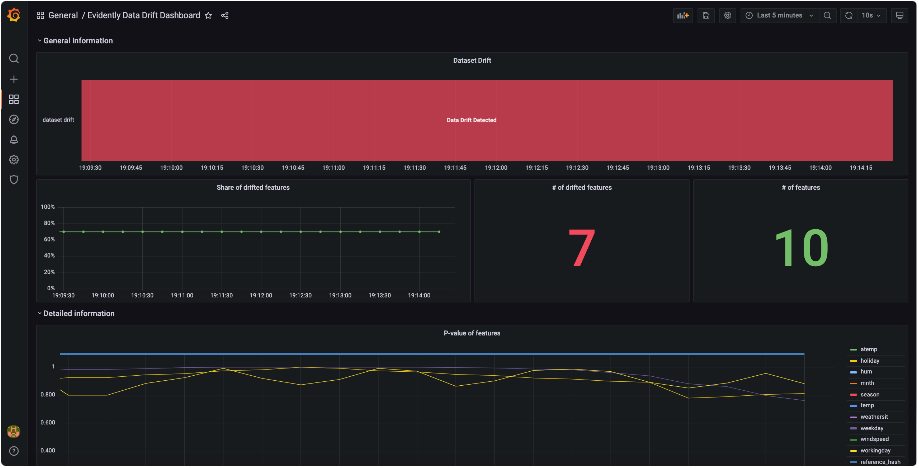 General / Evidently Data Drift Dashboard
Last 5 minutes
10s
General information
Dataset Drift
dataset drift
Data Drift Detected
19:09:30 19:09:45 19:10:00 19:10:15 19:10:30 19:10:45 19:11:00 19:11:15 19:11:30 19:11:45 19:12:00 19:12:15 19:12:30 19:12:45 19:13:00 19:13:15 19:13:30 19:13:45 19:14:00 19:14:15
Share of drifted features
100%
80%
60%
40%
20%
0%
19:09:30 19:10:00 19:10:30 19:11:00 19:11:30 19:12:00 19:12:30 19:13:00 19:13:30 19:14:00
# of drifted features
7
# of features
10
Detailed information
P-value of features
1
0.800
0.600
0.400
atemp
holiday
hum
mnth
season
temp
weathersit
weekday
windspeed
workingday
reference_hash